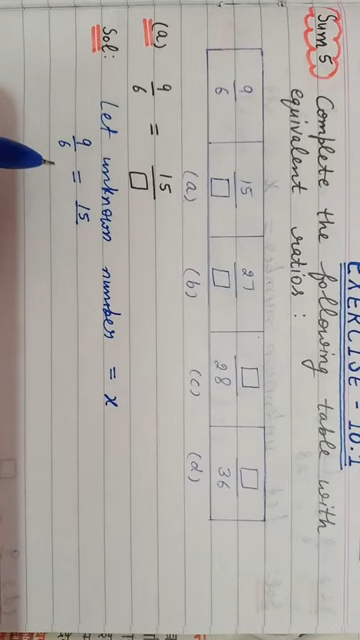 EXERCISE - 10.1
Sum 5 Complete the following table with
equivalent ratios :
9/6 15/□ 27/□ □/28 □/36
(a) (b) (c) (d)
(a) 9/6 = 15/□
Sol: Let unknown number = x
9/6 = 15